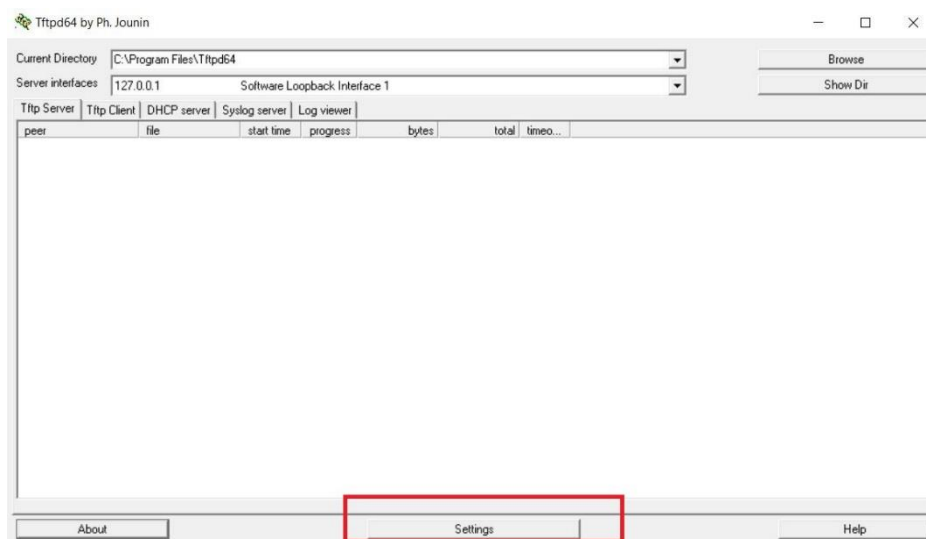 Tftpd64 by Ph. Jounin
Current Directory C:\Program Files\Tftpd64 Browse
Server interfaces 127.0.0.1 Software Loopback Interface 1 Show Dir
Tftp Server Tftp Client DHCP server Syslog server Log viewer
peer file start time progress bytes total timeo...
About Settings Help